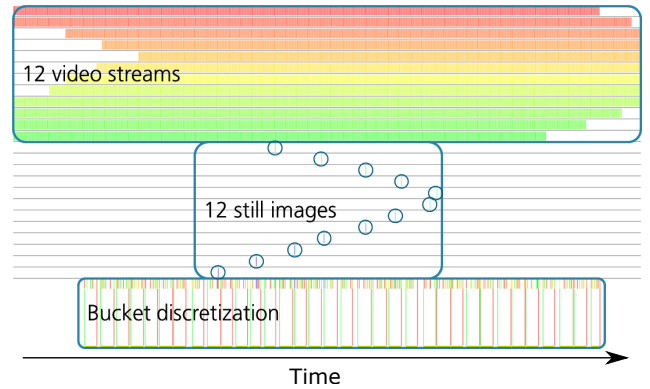 12 video streams
12 still images
Bucket discretization
Time